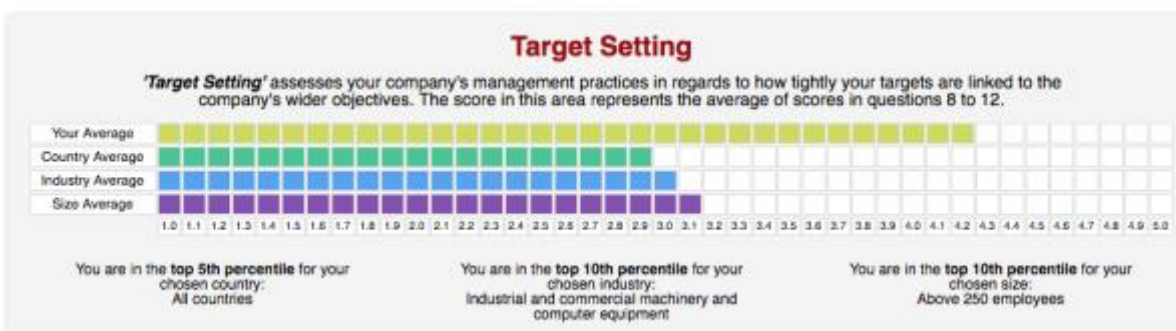 Target Setting
'Target Setting' assesses your company's management practices in regards to how tightly your targets are linked to the
company's wider objectives. The score in this area represents the average of scores in questions 8 to 12.
Your Average
Country Average
Industry Average
Size Average
1.0 1.1 1.2 1.3 1.4 1.5 1.6 1.7 1.8 1.9 2.0 2.1 2.2 2.3 2.4 2.5 2.6 2.7 2.8 2.9 3.0 3.1 3.2 3.3 3.4 3.5 3.6 3.7 3.8 3.9 4.0 4.1 4.2 4.3 4.4 4.5 4.6 4.7 4.8 4.9 5.0
You are in the top 5th percentile for your
chosen country:
All countries
You are in the top 10th percentile for your
chosen industry:
Industrial and commercial machinery and
computer equipment
You are in the top 10th percentile for your
chosen size:
Above 250 employees